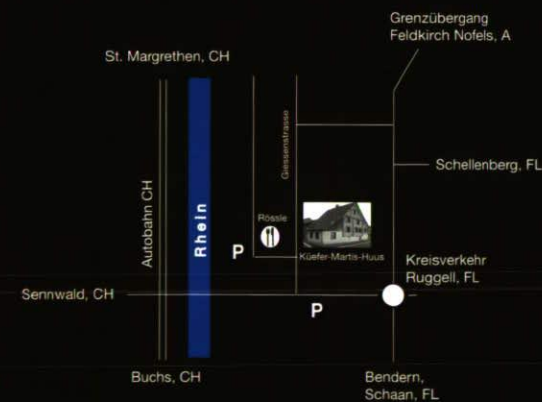 Grenzübergang
Feldkirch Nofels, A
St. Margrethen, CH
Giessenstrasse
Schellenberg, FL
Autobahn CH
Rhein
Rössle
P
Küefer-Martis-Huus
Kreisverkehr
Ruggell, FL
Sennwald, CH
P
Buchs, CH
Bendern,
Schaan, FL